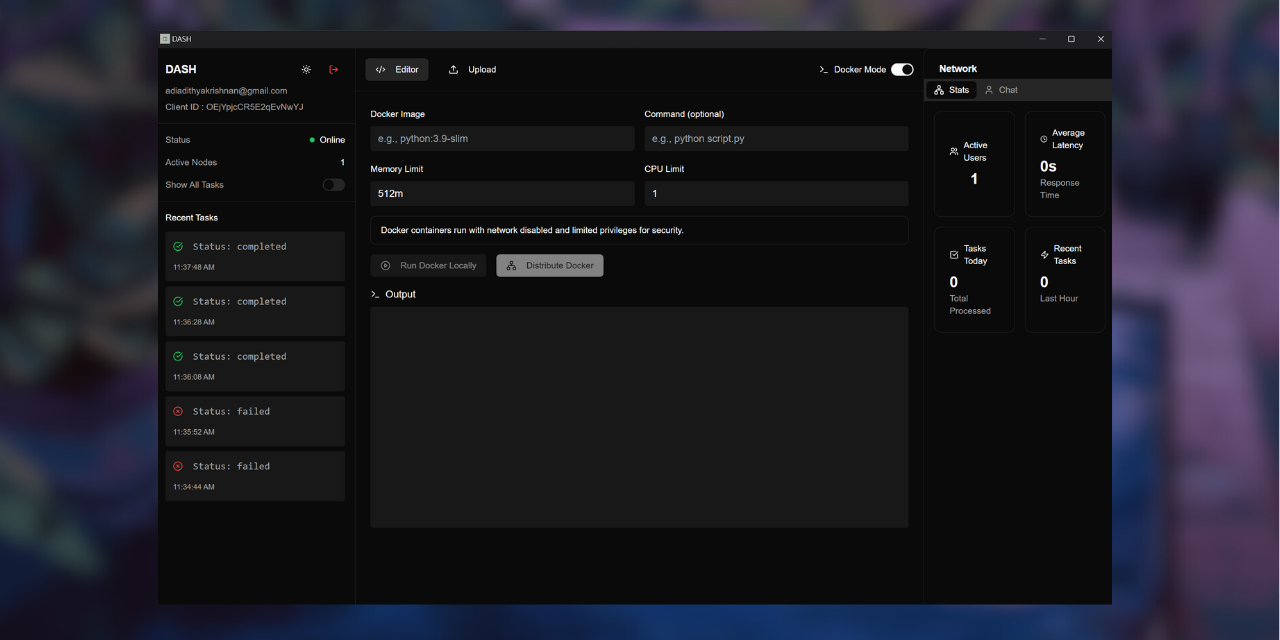 DASH
DASH
adiadithyakrishnan@gmail.com
Client ID : OEjYpjcCR5E2qEvNwYJ
Status
Online
Active Nodes
1
Show All Tasks
Recent Tasks
Status: completed
11:37:48 AM
Status: completed
11:36:28 AM
Status: completed
11:36:08 AM
Status: failed
11:35:52 AM
Status: failed
11:34:44 AM
Editor
Upload
Docker Mode
Docker Image
Command (optional)
e.g., python:3.9-slim
e.g., python script.py
Memory Limit
CPU Limit
512m
1
Docker containers run with network disabled and limited privileges for security.
Run Docker Locally
Distribute Docker
Output
Network
Stats
Chat
Active
Users
1
Average
Latency
0s
Response
Time
Tasks
Today
0
Total
Processed
Recent
Tasks
0
Last Hour